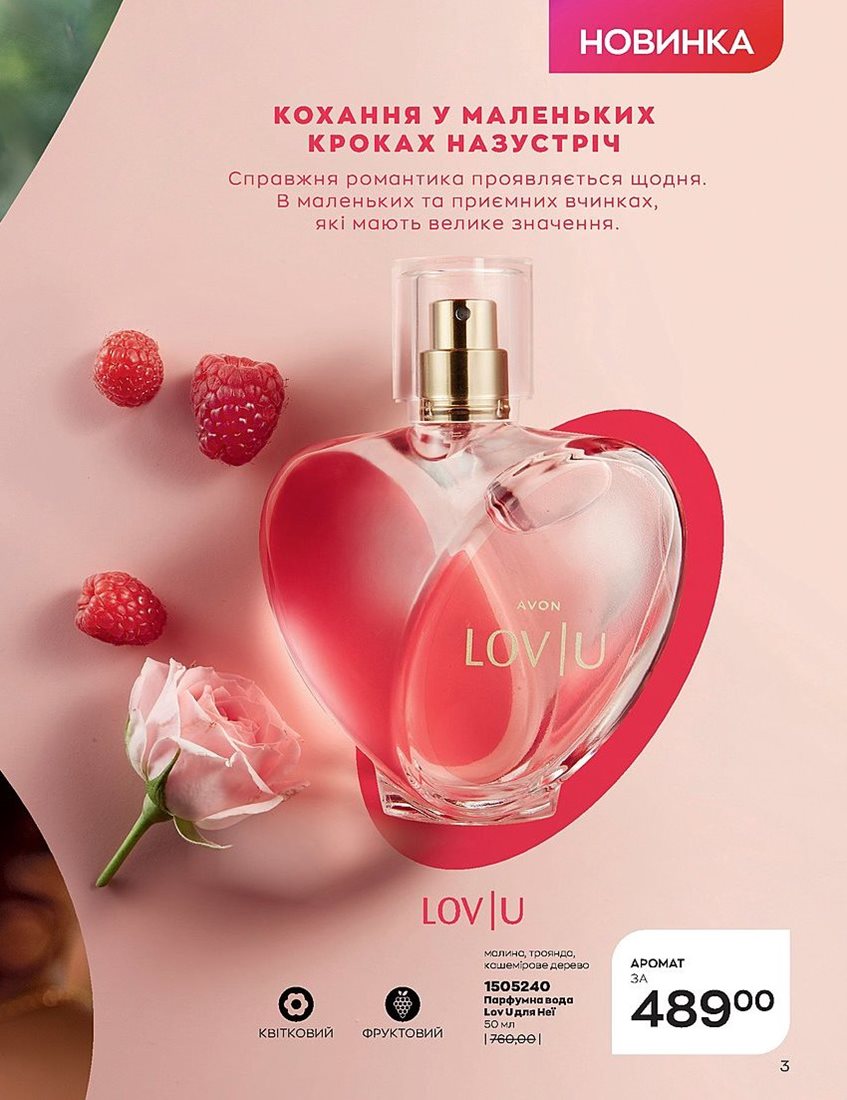 НОВИНКА
КОХАННЯ У МАЛЕНЬКИХ
КРОКАХ НАЗУСТРІЧ
Справжня романтика проявляється щодня.
В маленьких та приємних вчинках,
які мають велике значення.
AVON
LOV|U
LOV|U
малина, троянда,
кашемірове дерево
1505240
Парфумна вода
Lov U для Неї
50 мл
|760,00|
КВІТКОВИЙ
ФРУКТОВИЙ
АРОМАТ
ЗА
489⁰⁰
3